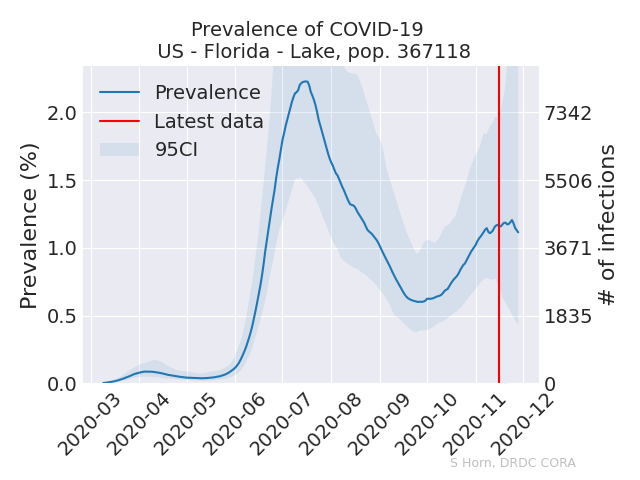 Prevalence of COVID-19
US - Florida - Lake, pop. 367118
Prevalence (%)
2.0
1.5
1.0
0.5
0.0
Prevalence
Latest data
95CI
7342
5506
3671
1835
0
# of infections
2020-03
2020-04
2020-05
2020-06
2020-07
2020-08
2020-09
2020-10
2020-11
2020-12
S Horn, DRDC CORA